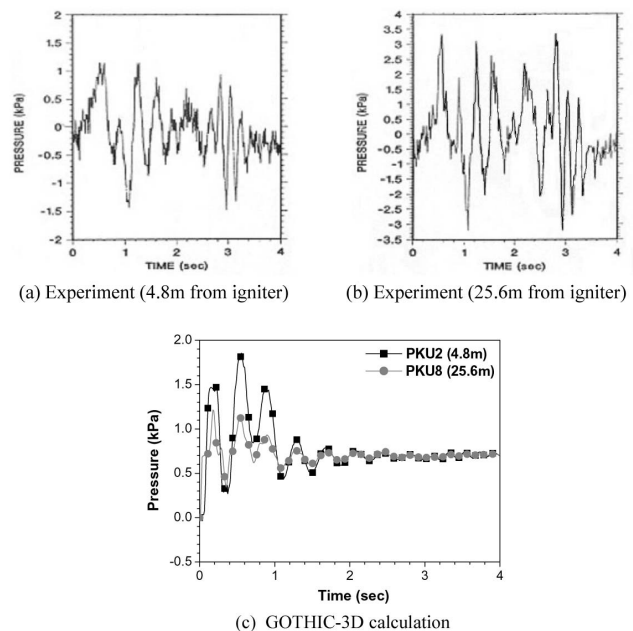 2
1.5
1
0.5
0
-0.5
-1
-1.5
-2
PRESSURE (kPa)
0 1 2 3 4
TIME (sec)
(a) Experiment (4.8m from igniter)
4
3.5
3
2.5
2
1.5
1
0.5
0
-0.5
-1
-1.5
-2
-2.5
-3
-3.5
PRESSURE (kPa)
0 1 2 3 4
TIME (sec)
(b) Experiment (25.6m from igniter)
2.0
1.5
1.0
0.5
0.0
-0.5
Pressure (kPa)
PKU2 (4.8m)
PKU8 (25.6m)
0 1 2 3 4
Time (sec)
(c) GOTHIC-3D calculation